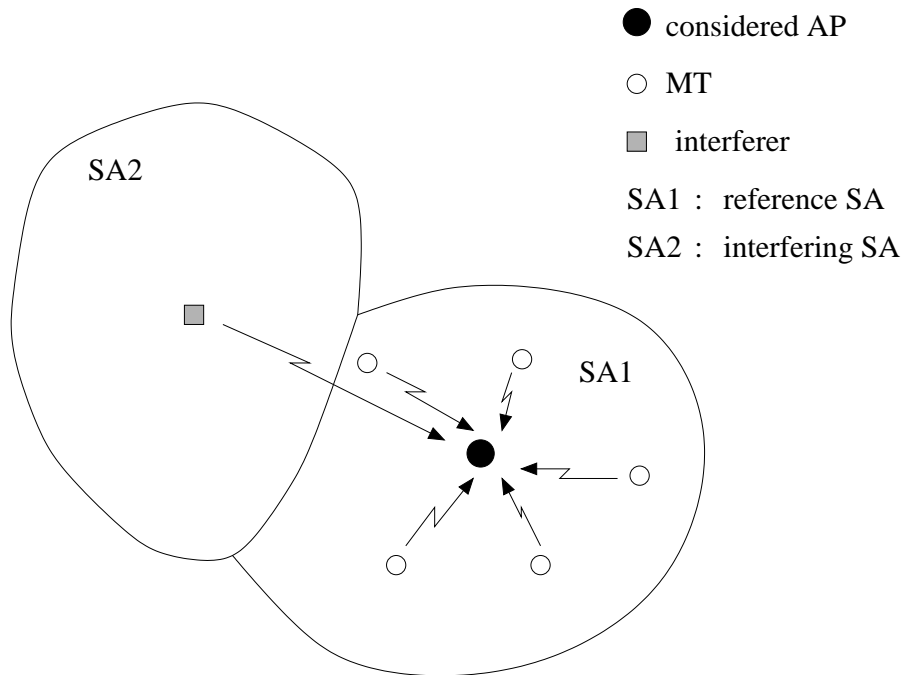 considered AP
MT
interferer
SA1 : reference SA
SA2 : interfering SA
SA2
SA1